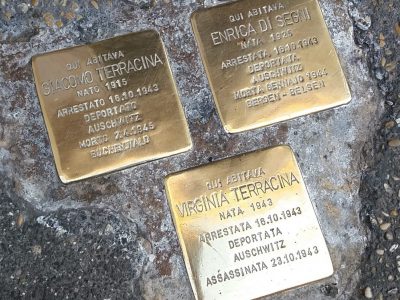 QUI ABITAVA
GIACOMO TERRACINA
NATO 1915
ARRESTATO 16.10.1943
DEPORTATO
AUSCHWITZ
MORTO 2.4.1945
BUCHENWALD
QUI ABITAVA
ENRICA DI SEGNI
NATA 1920
ARRESTATA 16.10.1943
DEPORTATA
AUSCHWITZ
MORTA GENNAIO 1944
BERGEN-BELSEN
QUI ABITAVA
VIRGINIA TERRACINA
NATA 1943
ARRESTATA 16.10.1943
DEPORTATA
AUSCHWITZ
ASSASSINATA 23.10.1943